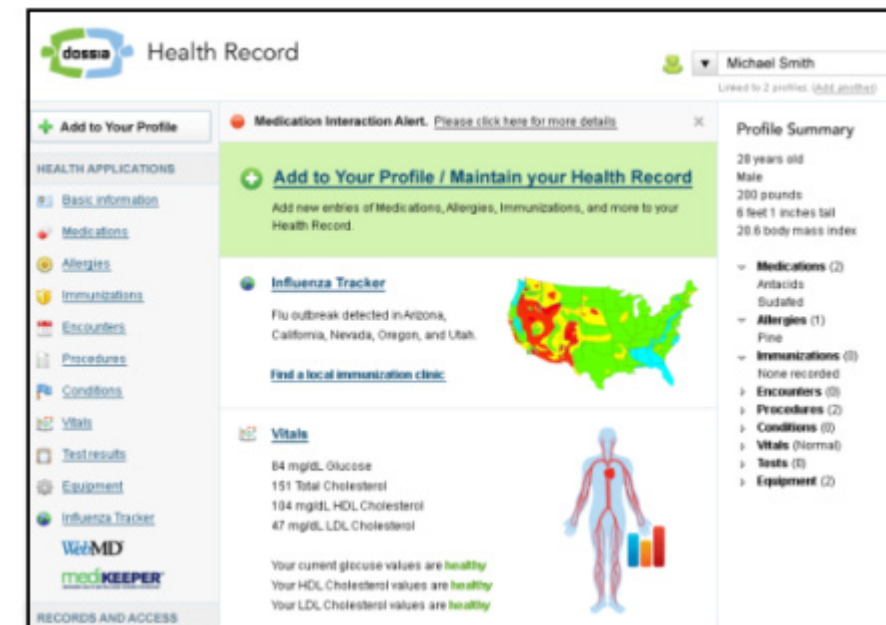 dossia Health Record
Michael Smith
Linked to 2 profiles. (Add another)
Add to Your Profile
HEALTH APPLICATIONS
Basic information
Medications
Allergies
Immunizations
Encounters
Procedures
Conditions
Vitals
Test results
Equipment
Influenza Tracker
WebMD
medikeeper
RECORDS AND ACCESS
Medication Interaction Alert. Please click here for more details
Add to Your Profile / Maintain your Health Record
Add new entries of Medications, Allergies, Immunizations, and more to your
Health Record.
Influenza Tracker
Flu outbreak detected in Arizona,
California, Nevada, Oregon, and Utah.
Find a local immunization clinic
Vitals
84 mg/dL Glucose
151 Total Cholesterol
104 mg/dL HDL Cholesterol
47 mg/dL LDL Cholesterol
Your current glocuse values are healthy
Your HDL Cholesterol values are healthy
Your LDL Cholesterol values are healthy
Profile Summary
28 years old
Male
200 pounds
6 feet 1 inches tall
20.6 body mass index
Medications (2)
Antacids
Sudafed
Allergies (1)
Pine
Immunizations (0)
None recorded
Encounters (0)
Procedures (2)
Conditions (0)
Vitals (Normal)
Tests (0)
Equipment (2)